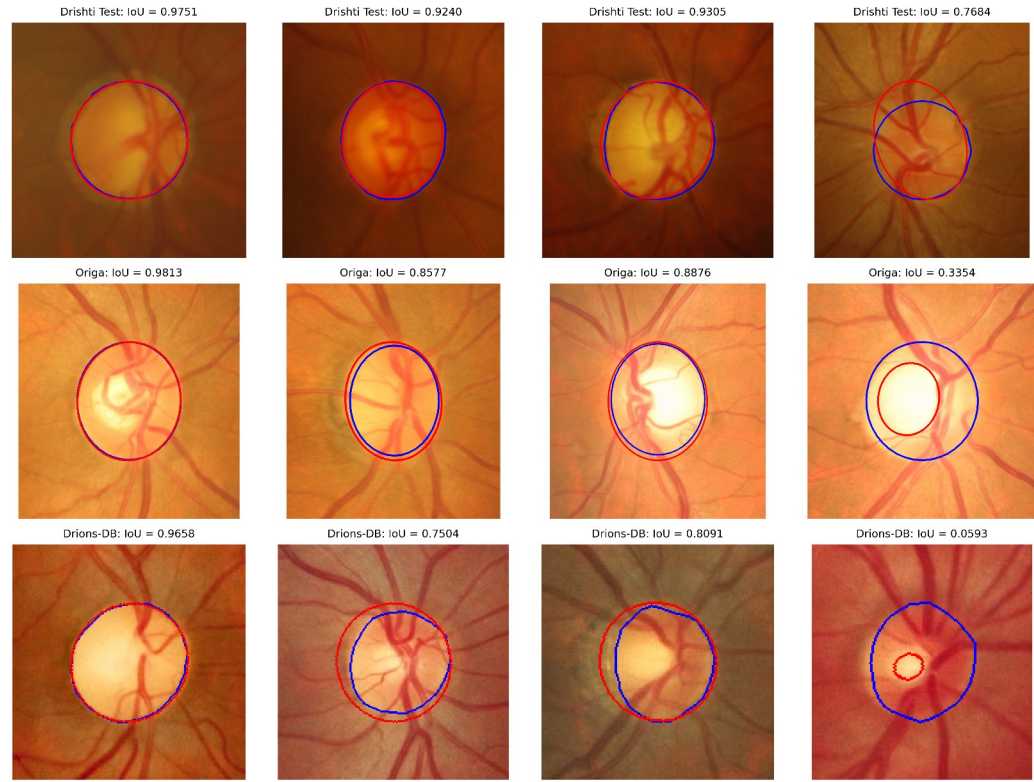 Drishti Test: IoU = 0.9751
Drishti Test: IoU = 0.9240
Drishti Test: IoU = 0.9305
Drishti Test: IoU = 0.7684
Origa: IoU = 0.9813
Origa: IoU = 0.8577
Origa: IoU = 0.8876
Origa: IoU = 0.3354
Drions-DB: IoU = 0.9658
Drions-DB: IoU = 0.7504
Drions-DB: IoU = 0.8091
Drions-DB: IoU = 0.0593